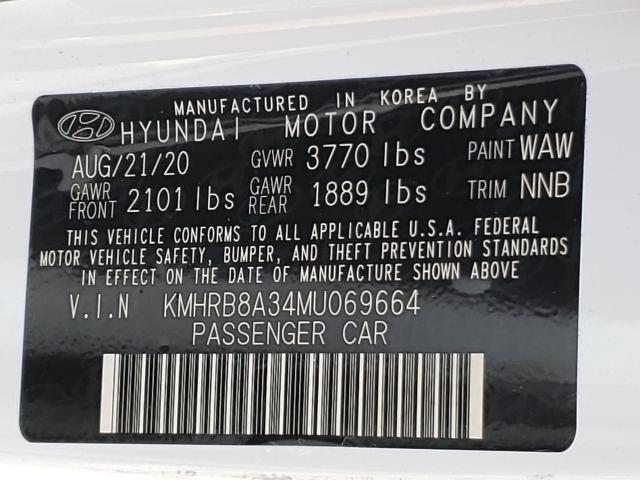 MANUFACTURED IN KOREA BY
HYUNDAI MOTOR COMPANY
AUG/21/20 GVWR 3770 lbs PAINT WAW
GAWR FRONT 2101 lbs GAWR REAR 1889 lbs TRIM NNB
THIS VEHICLE CONFORMS TO ALL APPLICABLE U.S.A. FEDERAL
MOTOR VEHICLE SAFETY, BUMPER, AND THEFT PREVENTION STANDARDS
IN EFFECT ON THE DATE OF MANUFACTURE SHOWN ABOVE
V.I.N KMHRB8A34MU069664
PASSENGER CAR